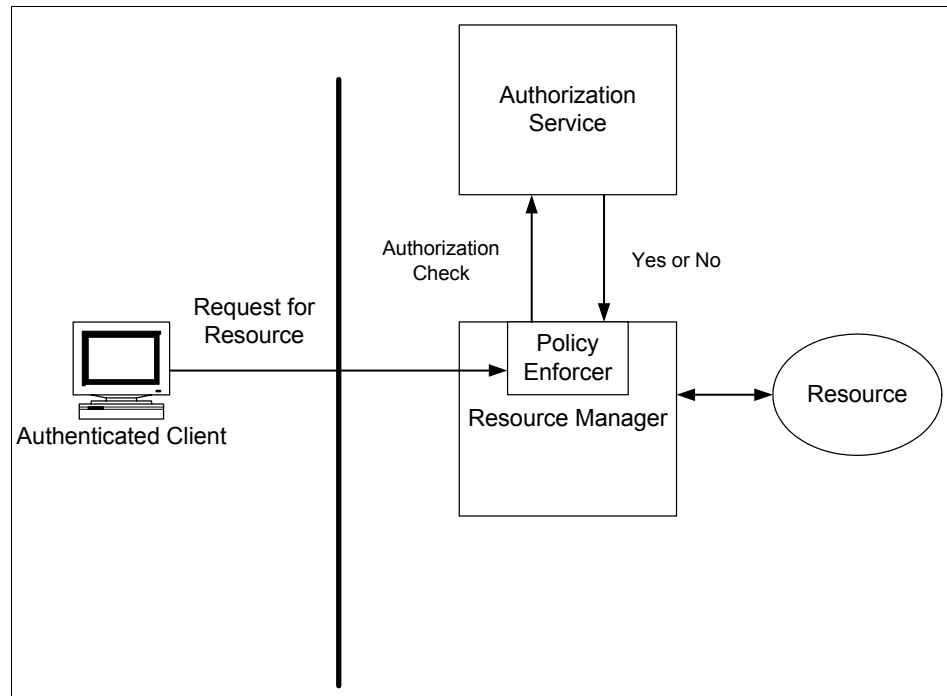 Authorization
Service
Authorization
Check
Yes or No
Request for
Resource
Policy
Enforcer
Resource Manager
Resource
Authenticated Client